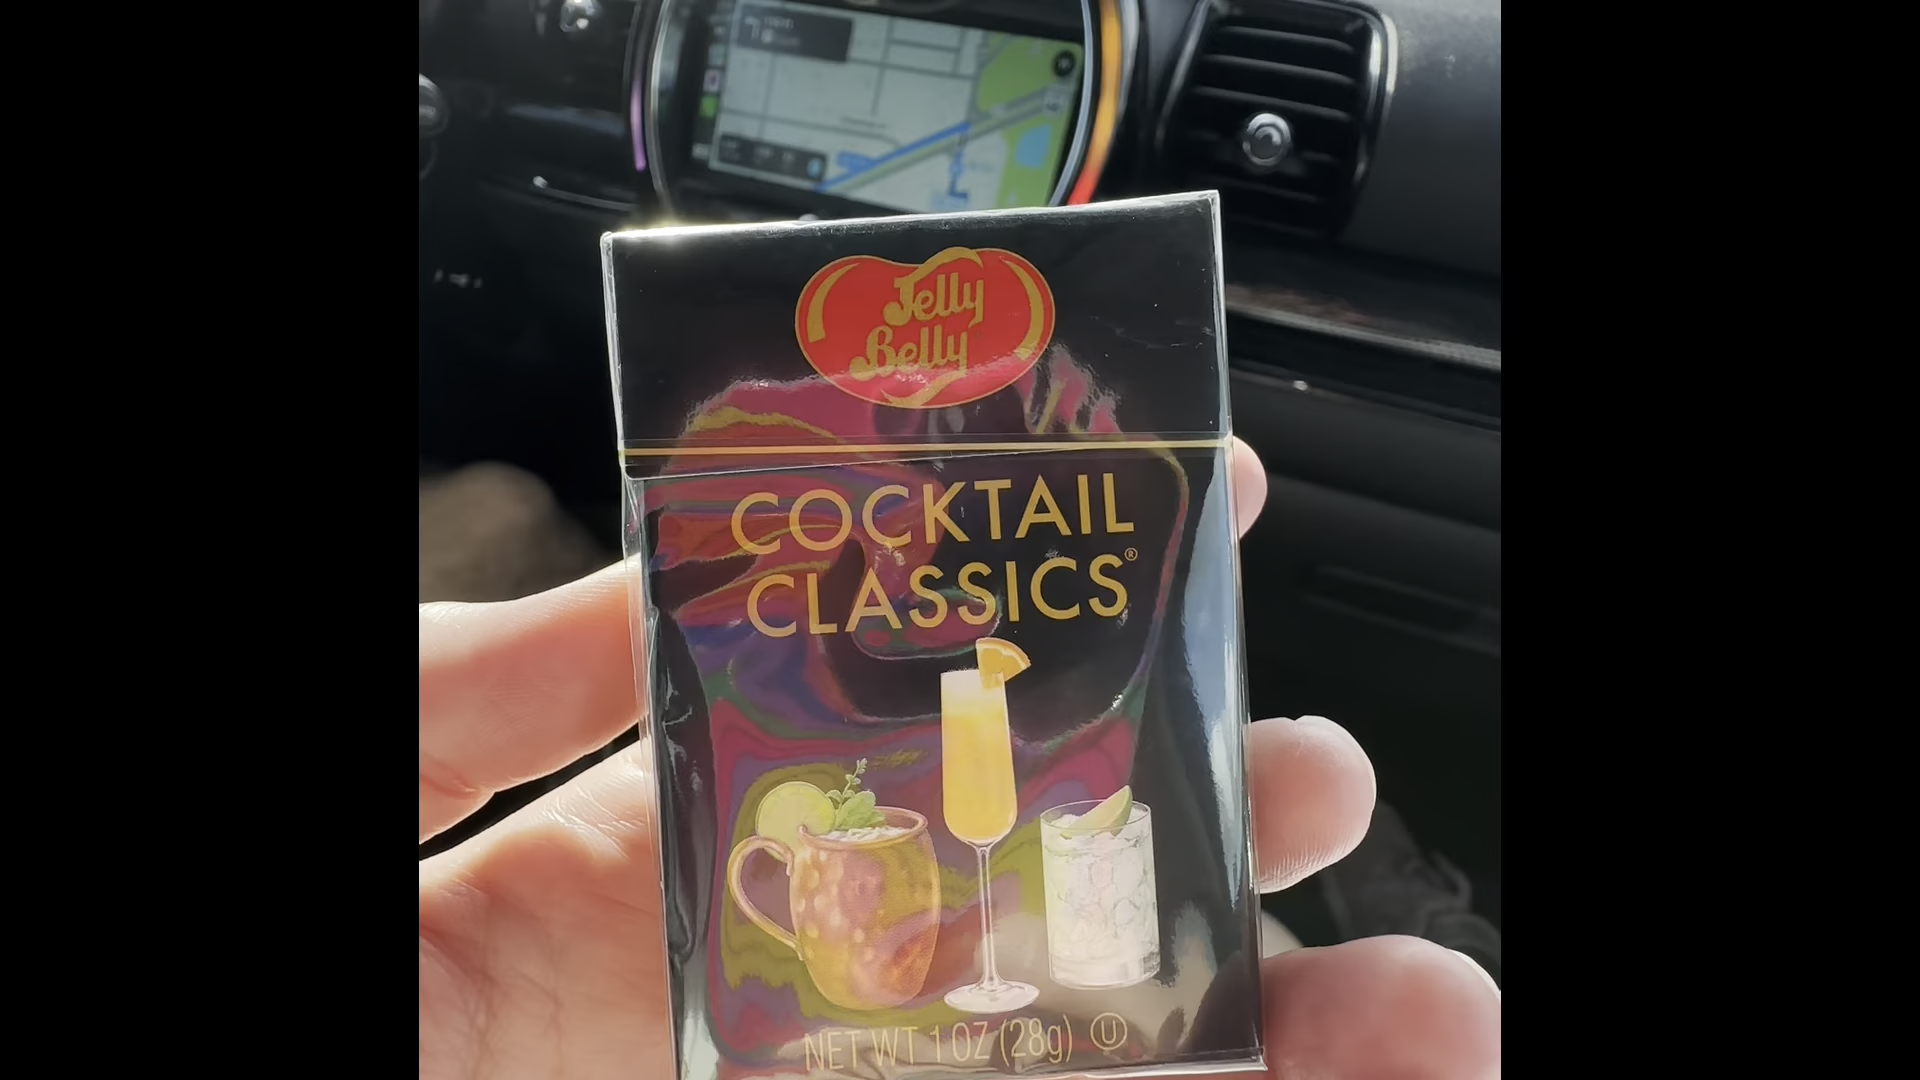 Jelly
Belly
COCKTAIL
CLASSICS®
NET WT 1 OZ (28g) Ⓤ